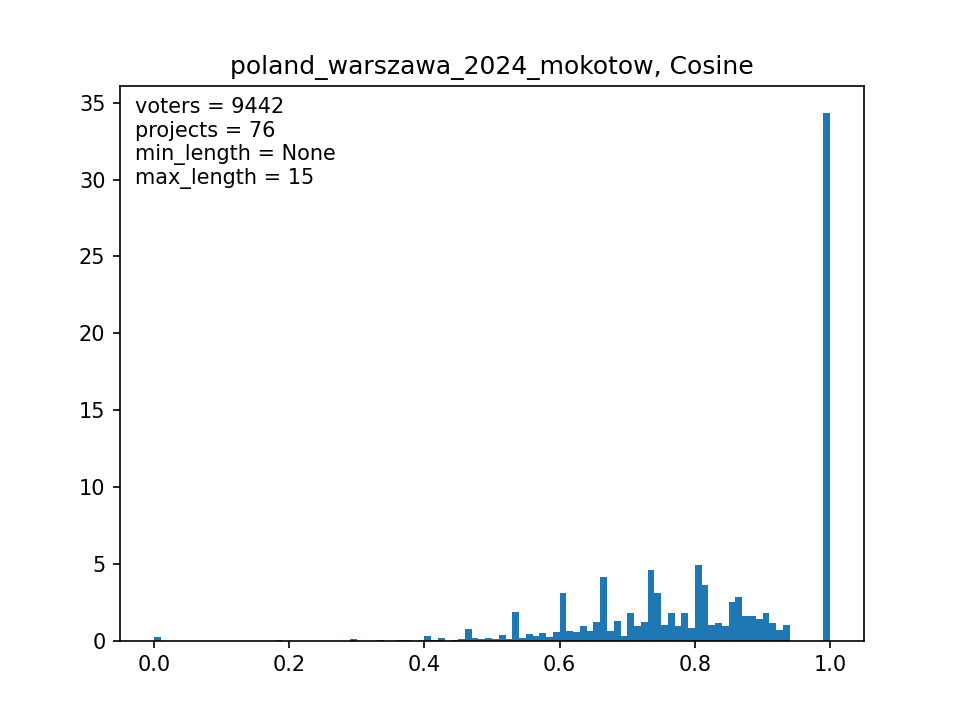 poland_warszawa_2024_mokotow, Cosine
voters = 9442
projects = 76
min_length = None
max_length = 15
35
30
25
20
15
10
5
0
0.0 0.2 0.4 0.6 0.8 1.0